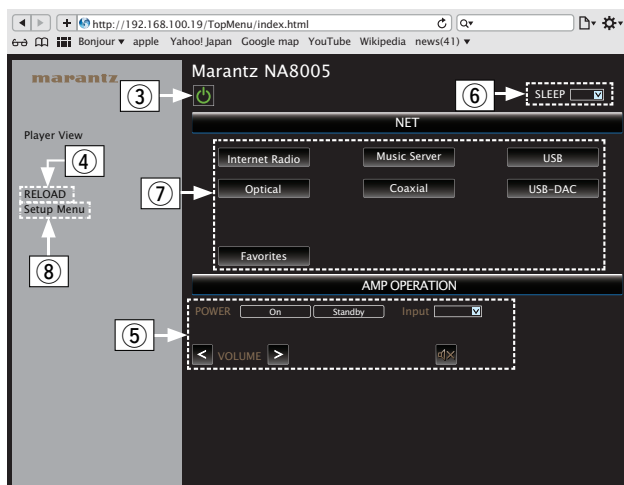 http://192.168.100.19/TopMenu/index.html
Bonjour ▼ apple Yahoo! Japan Google map YouTube Wikipedia news(41) ▼
marantz
Marantz NA8005
③
⑥
SLEEP
NET
Player View
④
RELOAD
Setup Menu
⑧
⑦
Internet Radio
Music Server
USB
Optical
Coaxial
USB-DAC
Favorites
AMP OPERATION
⑤
POWER On Standby Input
< VOLUME >